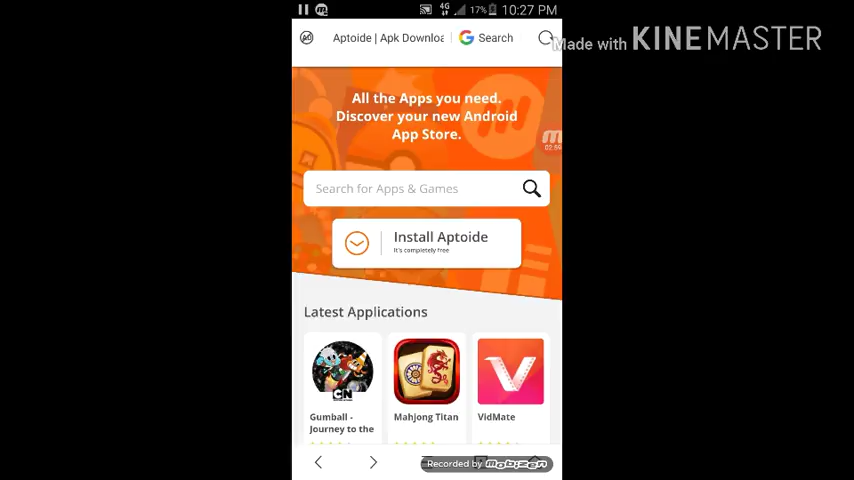 4G 17% 10:27 PM
Aptoide | Apk Downloa
Search
Made with KINEMASTER
All the Apps you need.
Discover your new Android
App Store.
02:59
Search for Apps & Games
Install Aptoide
It's completely free
Latest Applications
CN
Gumball -
Journey to the
Mahjong Titan
VidMate
Recorded by mobizen